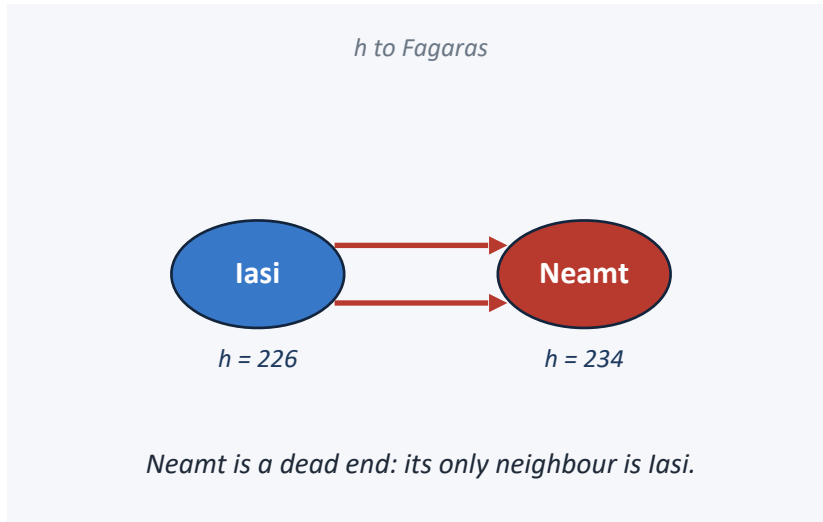 h to Fagaras
Iasi
Neamt
h = 226
h = 234
Neamt is a dead end: its only neighbour is Iasi.